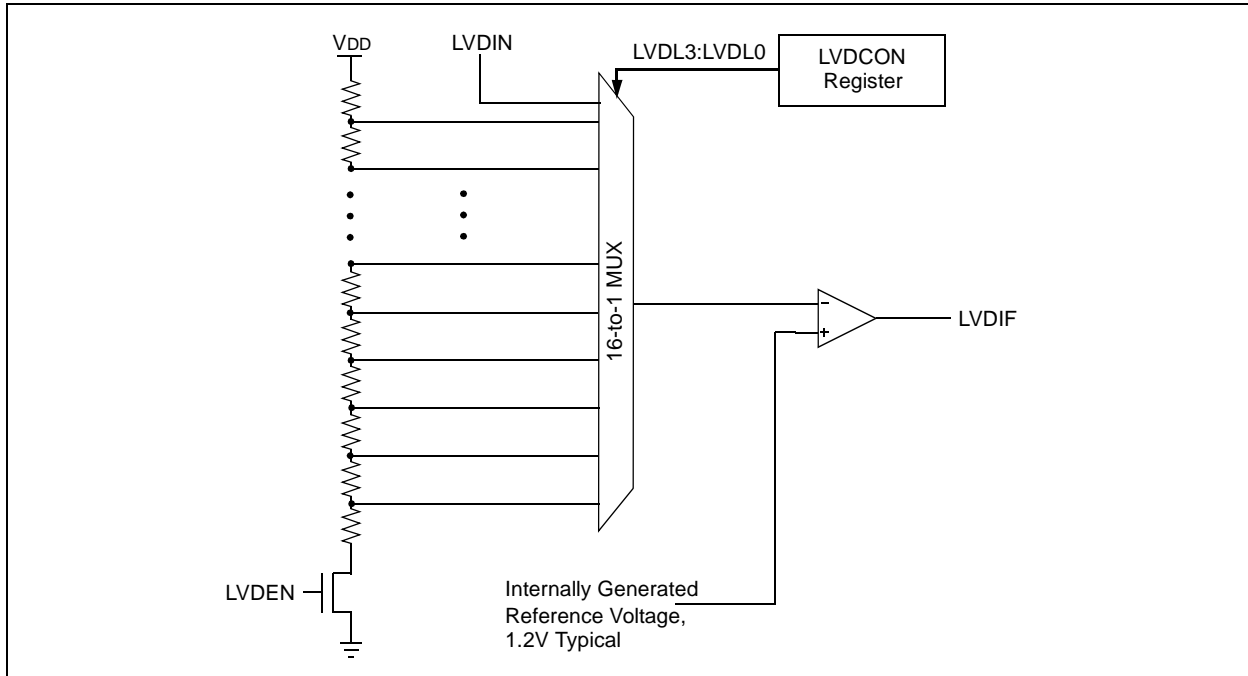 VDD
LVDIN
LVDL3:LVDL0
LVDCON
Register
16-to-1 MUX
–
+
LVDIF
LVDEN
Internally Generated
Reference Voltage,
1.2V Typical